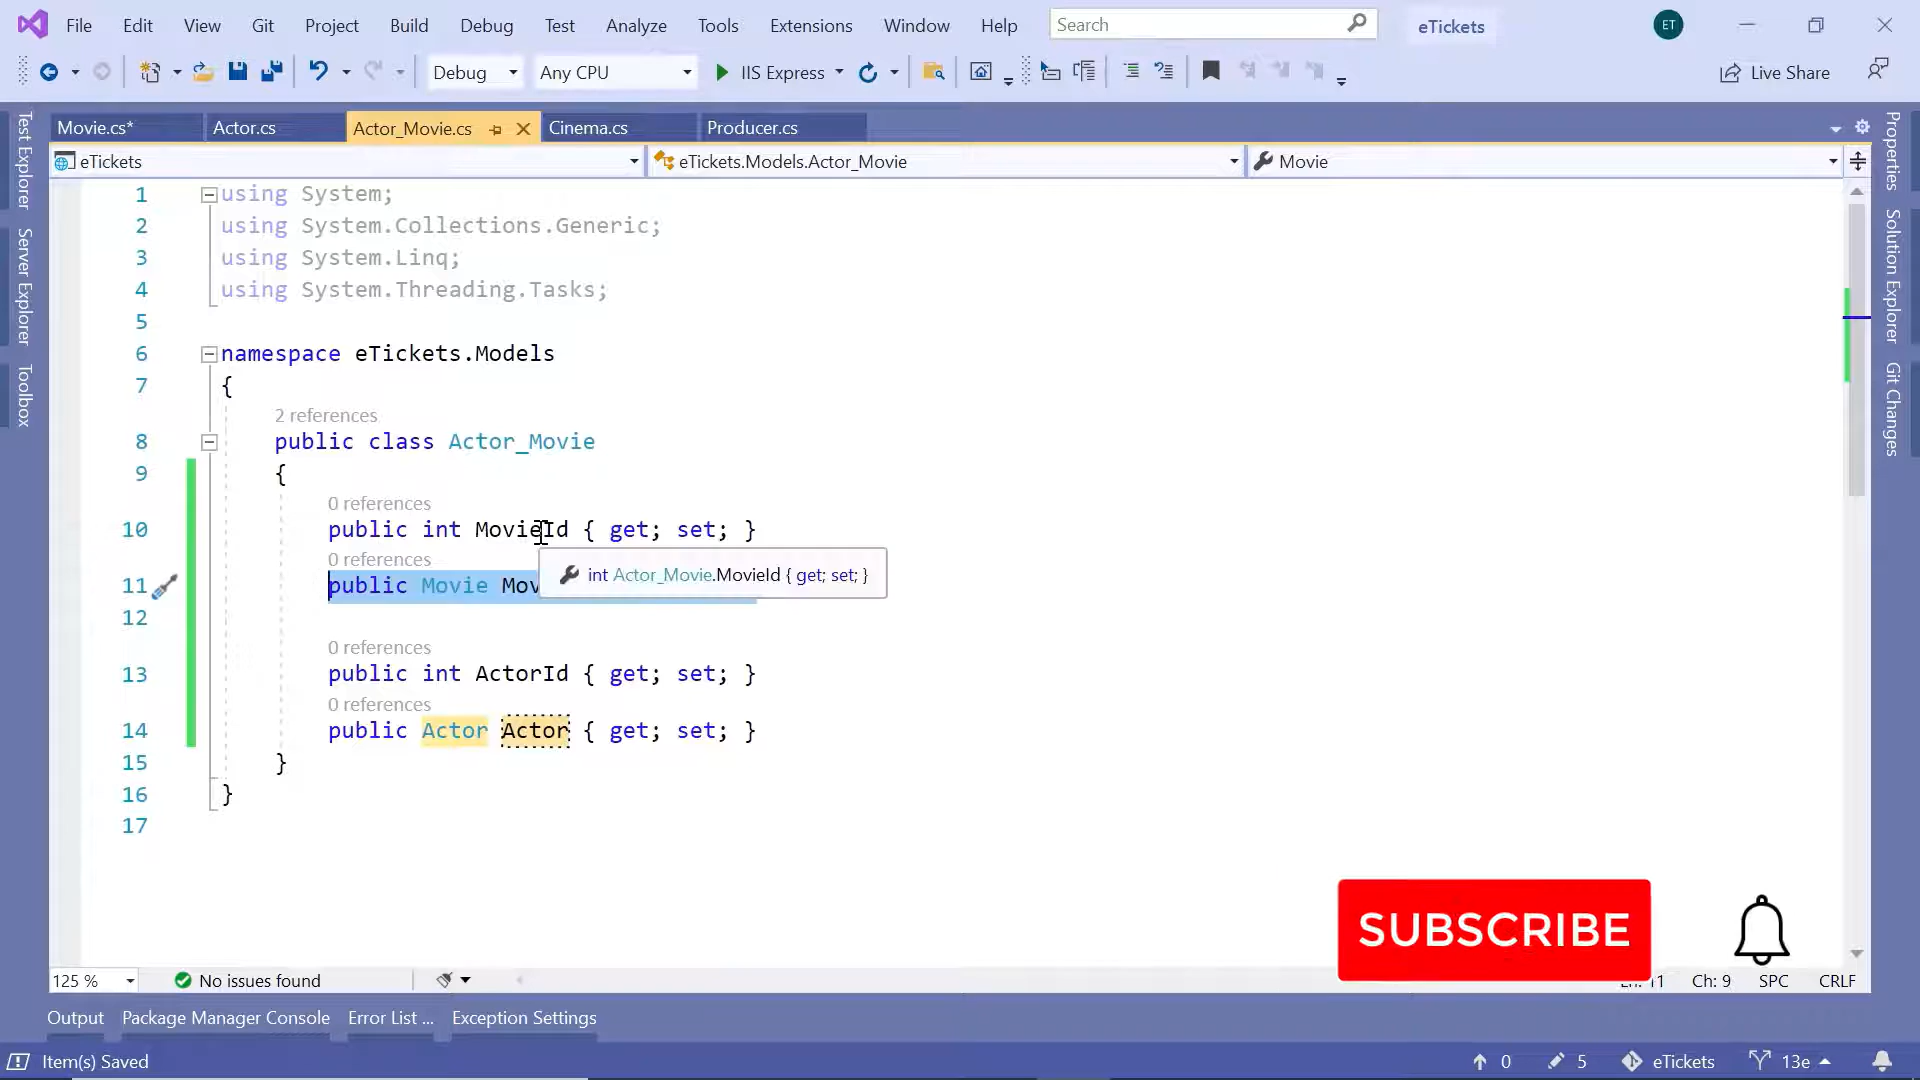 File Edit View Git Project Build Debug Test Analyze Tools Extensions Window Help Search eTickets ET
Debug Any CPU IIS Express Live Share
Movie.cs* Actor.cs Actor_Movie.cs Cinema.cs Producer.cs
eTickets eTickets.Models.Actor_Movie Movie
Test Explorer
Server Explorer
Toolbox
1 using System;
2 using System.Collections.Generic;
3 using System.Linq;
4 using System.Threading.Tasks;
5
6 namespace eTickets.Models
7 {
2 references
8 public class Actor_Movie
9 {
0 references
10 public int MovieId { get; set; }
0 references
int Actor_Movie.MovieId { get; set; }
11 public Movie Mov
12
0 references
13 public int ActorId { get; set; }
0 references
14 public Actor Actor { get; set; }
15 }
16 }
17
Properties
Solution Explorer
Git Changes
SUBSCRIBE
125 % No issues found Ln: 11 Ch: 9 SPC CRLF
Output Package Manager Console Error List ... Exception Settings
Item(s) Saved 0 5 eTickets 13e